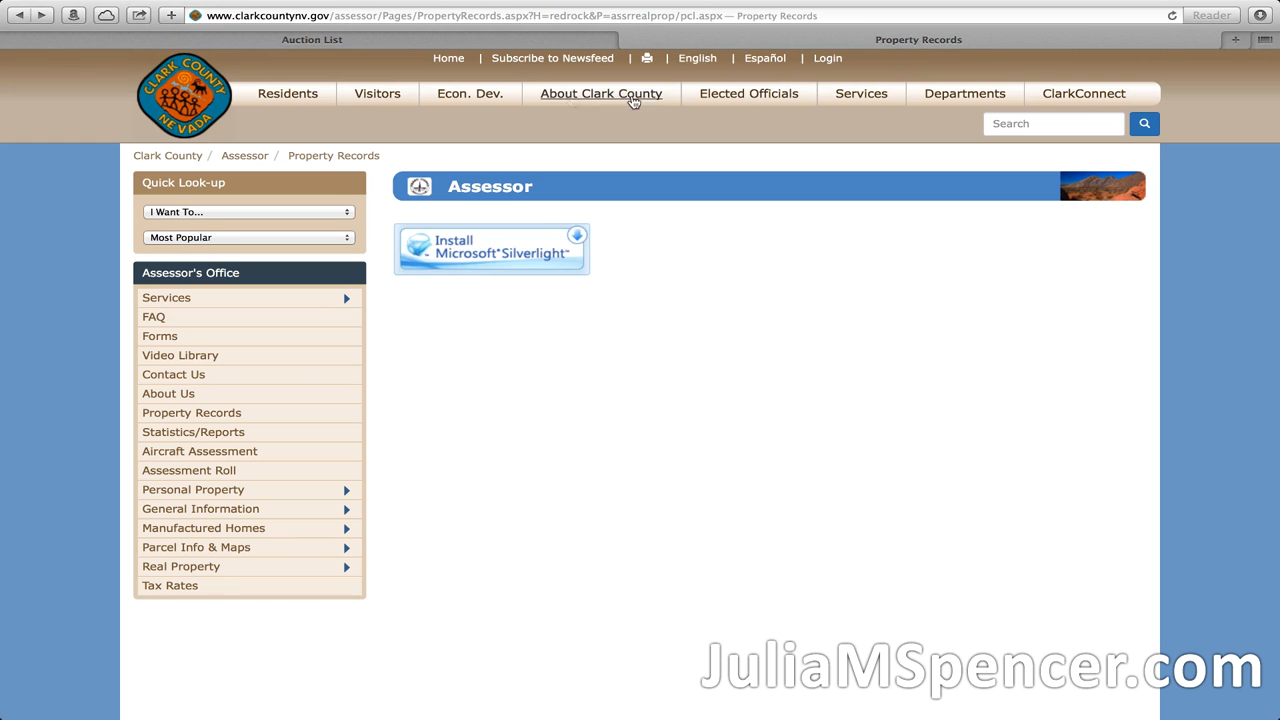 www.clarkcountynv.gov/assessor/Pages/PropertyRecords.aspx?H=redrock&P=assrrealprop/pcl.aspx — Property Records
Reader
Auction List
Property Records
Home | Subscribe to Newsfeed | | English | Español | Login
CLARK COUNTY NEVADA
Residents Visitors Econ. Dev. About Clark County Elected Officials Services Departments ClarkConnect
Search
Clark County / Assessor / Property Records
Quick Look-up
I Want To...
Most Popular
Assessor's Office
Services
FAQ
Forms
Video Library
Contact Us
About Us
Property Records
Statistics/Reports
Aircraft Assessment
Assessment Roll
Personal Property
General Information
Manufactured Homes
Parcel Info & Maps
Real Property
Tax Rates
Assessor
Install
Microsoft® Silverlight™
JuliaMSpencer.com